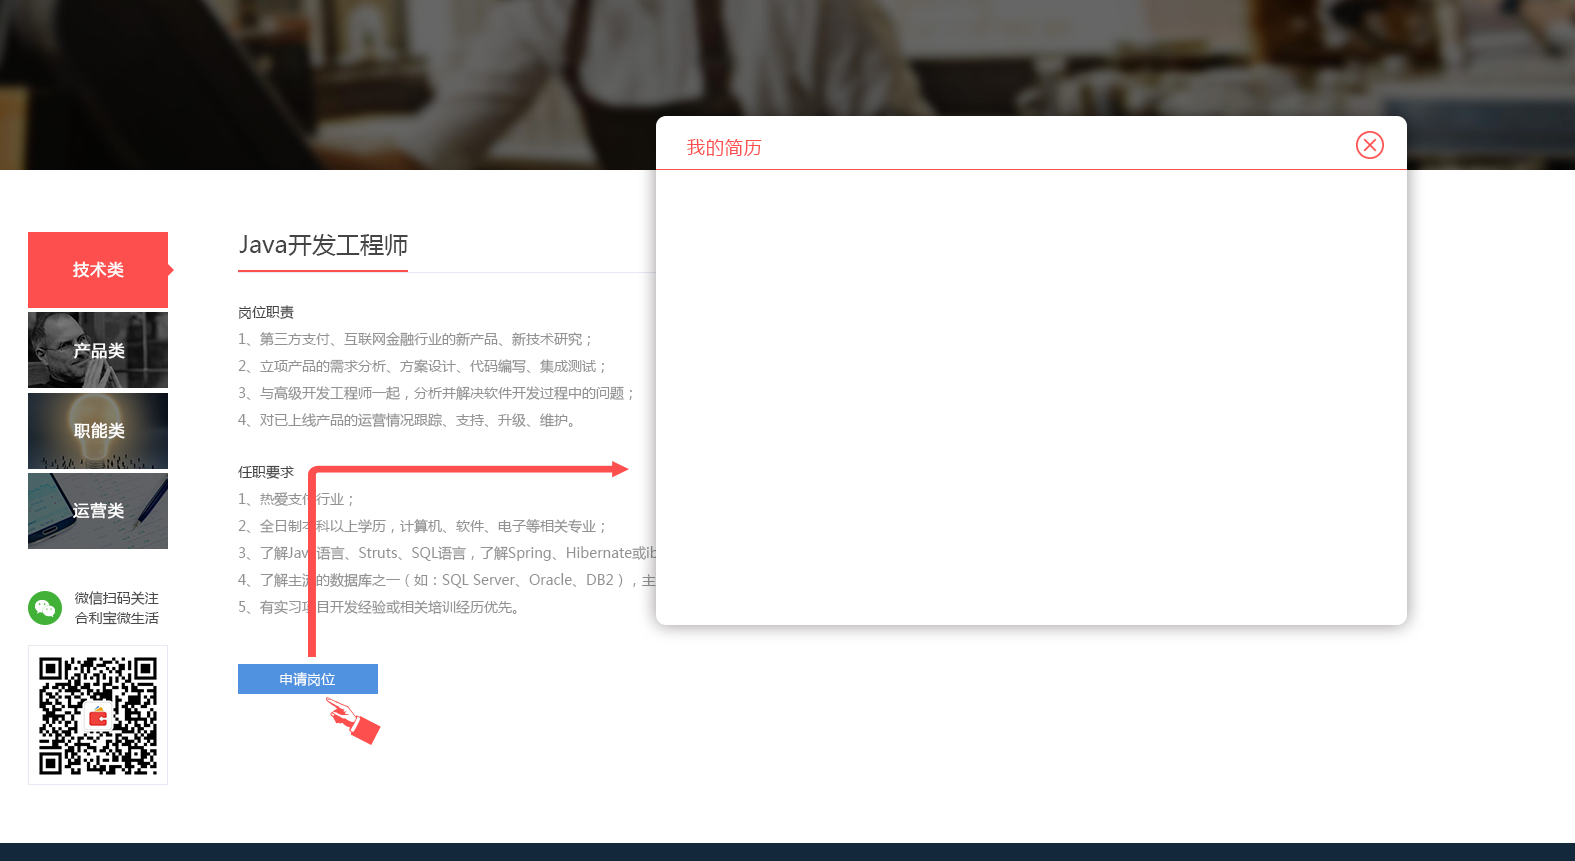 我的简历
技术类
产品类
职能类
运营类
微信扫码关注
合利宝微生活
Java开发工程师
岗位职责
1、第三方支付、互联网金融行业的新产品、新技术研究；
2、立项产品的需求分析、方案设计、代码编写、集成测试；
3、与高级开发工程师一起，分析并解决软件开发过程中的问题；
4、对已上线产品的运营情况跟踪、支持、升级、维护。
任职要求
1、热爱支付行业；
2、全日制本科以上学历，计算机、软件、电子等相关专业；
3、了解Java语言、Struts、SQL语言，了解Spring、Hibernate或ib
4、了解主流的数据库之一（如：SQL Server、Oracle、DB2），主
5、有实习项目开发经验或相关培训经历优先。
申请岗位